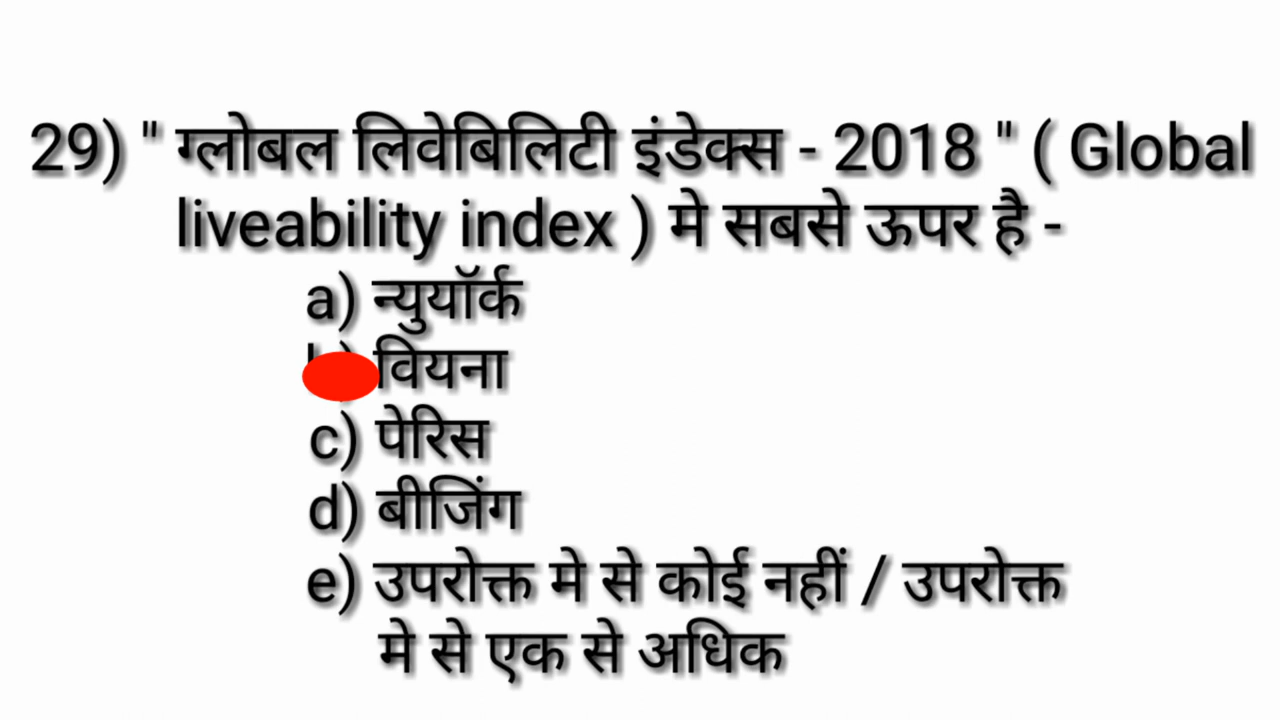 29) " ग्लोबल लिवेबिलिटी इंडेक्स - 2018 " ( Global
liveability index ) मे सबसे ऊपर है -
a) न्युयॉर्क
वियना
c) पेरिस
d) बीजिंग
e) उपरोक्त मे से कोई नहीं / उपरोक्त
मे से एक से अधिक